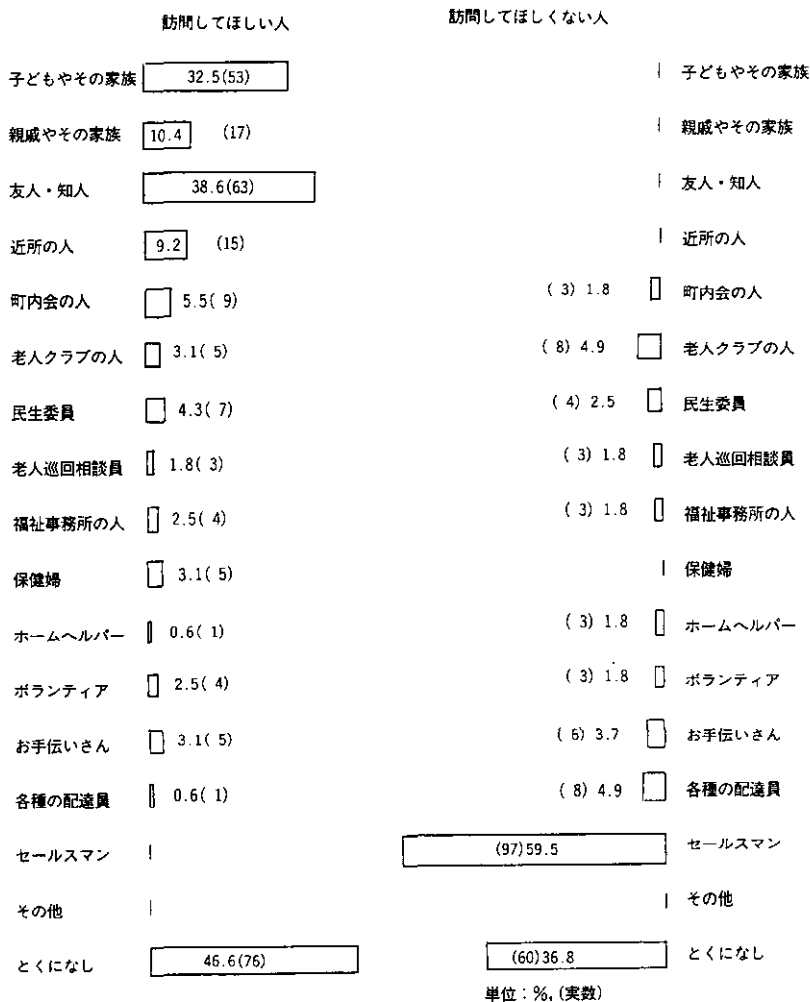 訪問してほしい人 訪問してほしくない人
子どもやその家族 32.5(53) 子どもやその家族
親戚やその家族 10.4 (17) 親戚やその家族
友人・知人 38.6(63) 友人・知人
近所の人 9.2 (15) 近所の人
町内会の人 5.5( 9) ( 3) 1.8 町内会の人
老人クラブの人 3.1( 5) ( 8) 4.9 老人クラブの人
民生委員 4.3( 7) ( 4) 2.5 民生委員
老人巡回相談員 1.8( 3) ( 3) 1.8 老人巡回相談員
福祉事務所の人 2.5( 4) ( 3) 1.8 福祉事務所の人
保健婦 3.1( 5) 保健婦
ホームヘルパー 0.6( 1) ( 3) 1.8 ホームヘルパー
ボランティア 2.5( 4) ( 3) 1.8 ボランティア
お手伝いさん 3.1( 5) ( 6) 3.7 お手伝いさん
各種の配達員 0.6( 1) ( 8) 4.9 各種の配達員
セールスマン (97)59.5 セールスマン
その他 その他
とくになし 46.6(76) (60)36.8 とくになし
単位：%, (実数)